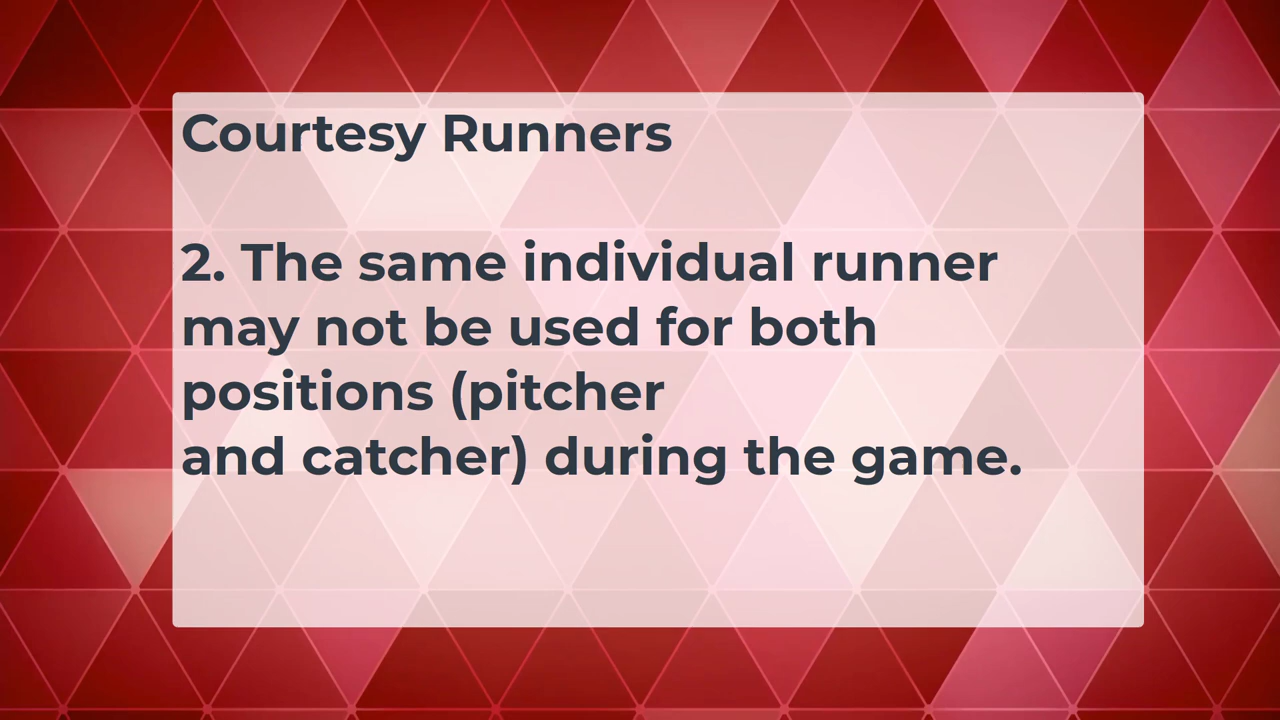 Courtesy Runners
2. The same individual runner
may not be used for both
positions (pitcher
and catcher) during the game.